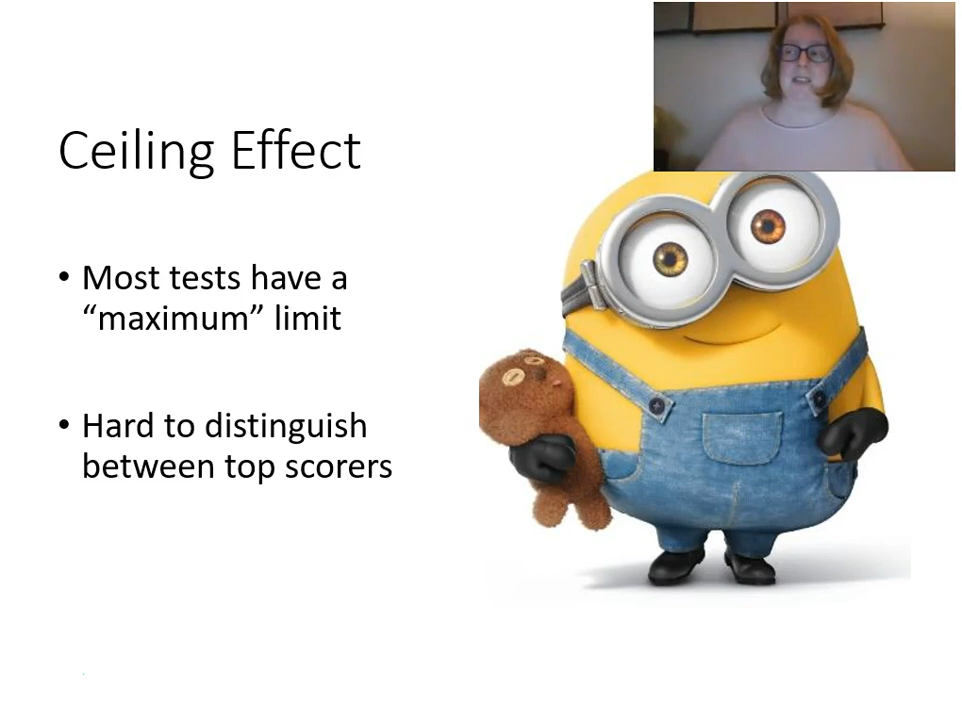 Ceiling Effect
• Most tests have a
“maximum” limit
• Hard to distinguish
between top scorers